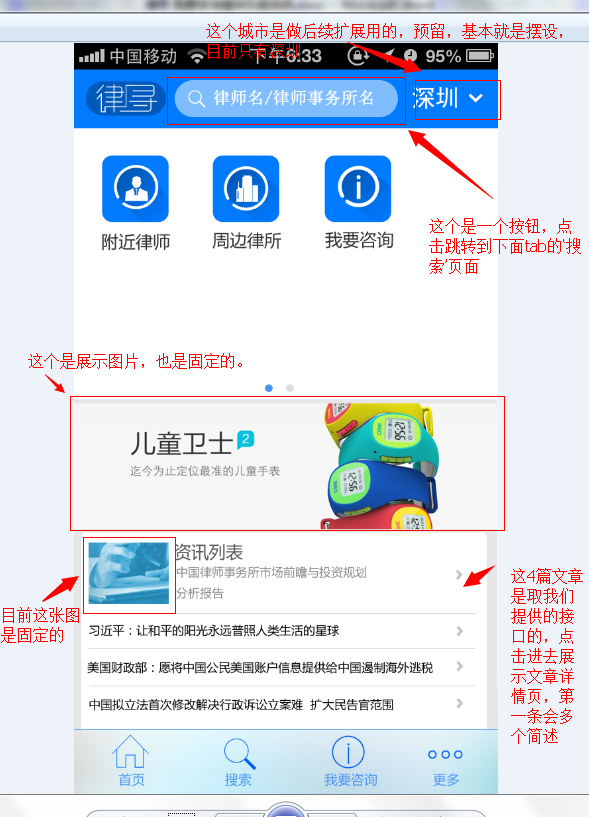 这个城市是做后续扩展用的，预留，基本就是摆设，
目前只有深圳
中国移动 下午8:33 95%
律寻 律师名/律师事务所名 深圳
这个是一个按钮，点
击跳转到下面tab的‘搜
索’页面
附近律师 周边律所 我要咨询
这个是展示图片，也是固定的。
儿童卫士 2
迄今为止定位最准的儿童手表
资讯列表
中国律师事务所市场前瞻与投资规划
分析报告
目前这张图
是固定的
这4篇文章
是取我们
提供的接
口的，点
击进去展
示文章详
情页，第
一条会多
个简述
习近平：让和平的阳光永远普照人类生活的星球
美国财政部：愿将中国公民美国账户信息提供给中国遏制海外逃税
中国拟立法首次修改解决行政诉讼立案难 扩大民告官范围
首页 搜索 我要咨询 更多